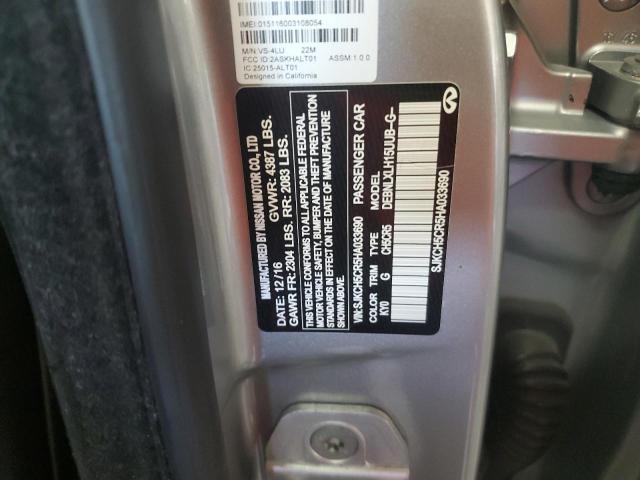 IMEI:015116003108054
M/N VS-4LU 22M
FCC ID:2ASKHALT01 ASSM:1.0.0
IC:25015-ALT01
Designed in California
MANUFACTURED BY NISSAN MOTOR CO., LTD
DATE: 12/16 GVWR: 4387 LBS.
GAWR FR: 2304 LBS. RR: 2083 LBS.
THIS VEHICLE CONFORMS TO ALL APPLICABLE FEDERAL
MOTOR VEHICLE SAFETY, BUMPER AND THEFT PREVENTION
STANDARDS IN EFFECT ON THE DATE OF MANUFACTURE
SHOWN ABOVE.
VIN:SJKCH5CR5HA033690 PASSENGER CAR
COLOR TRIM TYPE MODEL
KY0 G CH5CR5 DEBNLXLH15UUB-G-
SJKCH5CR5HA033690